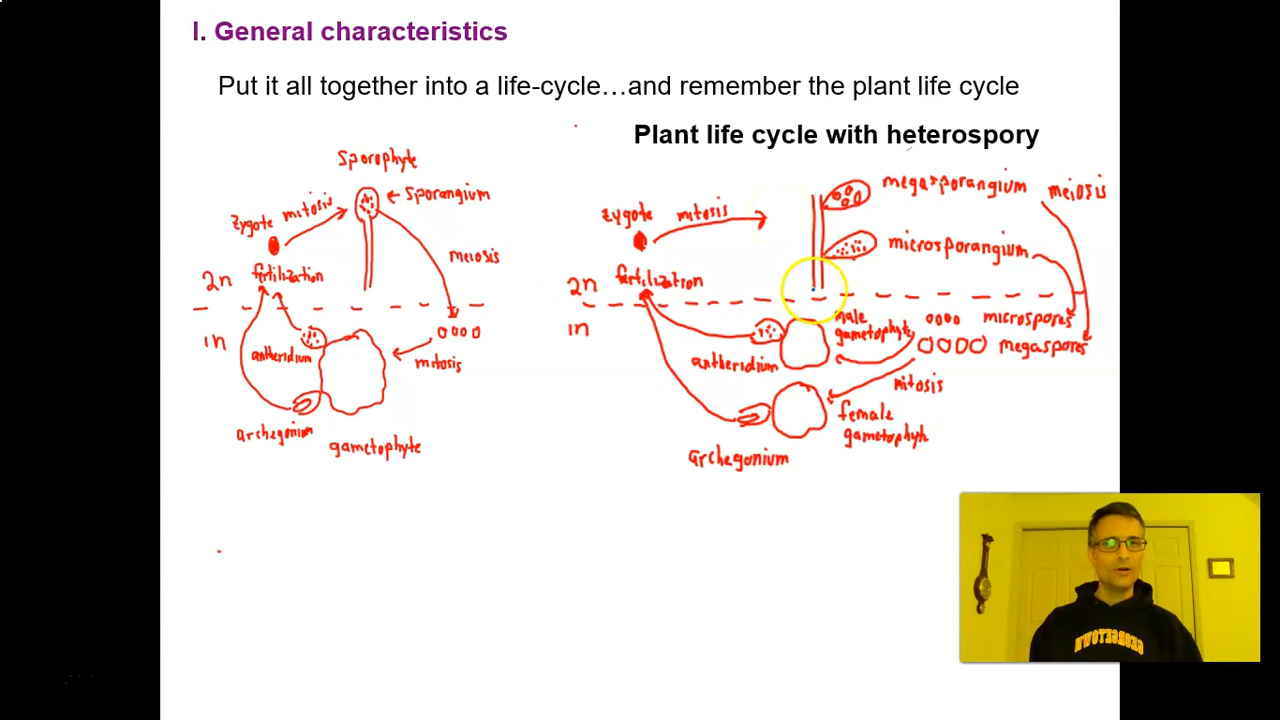 I. General characteristics
Put it all together into a life-cycle…and remember the plant life cycle
Plant life cycle with heterospory
Sporophyte
sporangium
zygote
mitosis
meiosis
2n
fertilization
1n
antheridium
mitosis
archegonium
gametophyte
megasporangium
meiosis
zygote
mitosis
microsporangium
2n
fertilization
1n
male
gametophyte
microspores
megaspores
antheridium
mitosis
female
gametophyte
archegonium
GEORGETOWN